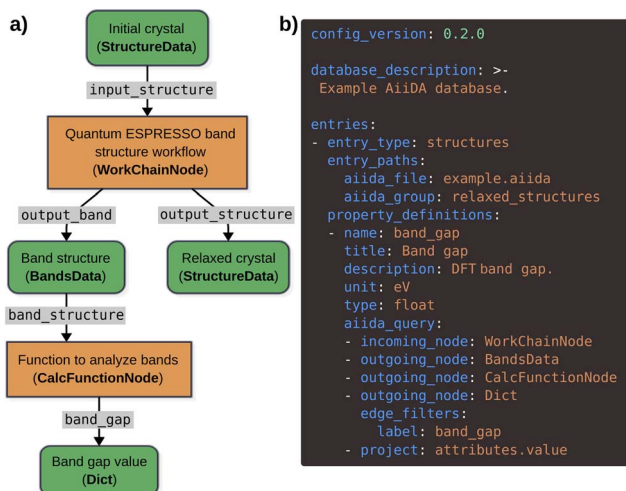 a)
Initial crystal
(StructureData)
input_structure
Quantum ESPRESSO band
structure workflow
(WorkChainNode)
output_band
output_structure
Band structure
(BandsData)
Relaxed crystal
(StructureData)
band_structure
Function to analyze bands
(CalcFunctionNode)
band_gap
Band gap value
(Dict)
b)
config_version: 0.2.0
database_description: >-
Example AiiDA database.
entries:
- entry_type: structures
entry_paths:
aiida_file: example.aiida
aiida_group: relaxed_structures
property_definitions:
- name: band_gap
title: Band gap
description: DFT band gap.
unit: eV
type: float
aiida_query:
- incoming_node: WorkChainNode
- outgoing_node: BandsData
- outgoing_node: CalcFunctionNode
- outgoing_node: Dict
edge_filters:
label: band_gap
- project: attributes.value